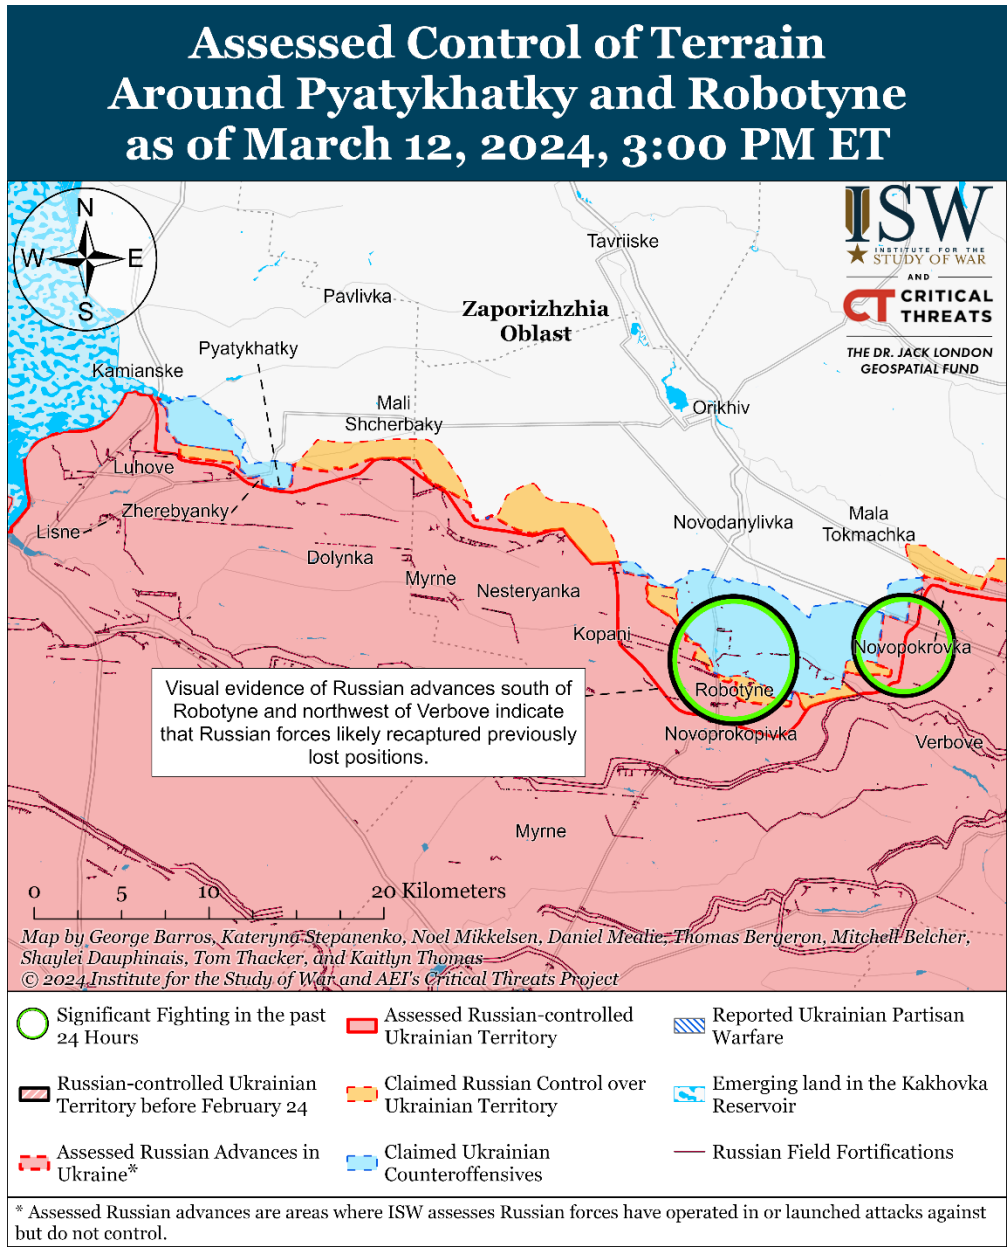 Assessed Control of Terrain
Around Pyatykhatky and Robotyne
as of March 12, 2024, 3:00 PM ET
N
W
E
S
ISW
INSTITUTE FOR THE
STUDY OF WAR
AND
CT CRITICAL
THREATS
THE DR. JACK LONDON
GEOSPATIAL FUND
Tavriiske
Pavlivka
Zaporizhzhia
Oblast
Pyatykhatky
Kamianske
Mali
Shcherbaky
Orikhiv
Luhove
Zherebyanky
Lisne
Novodanylivka
Mala
Tokmachka
Dolynka
Myrne
Nesteryanka
Kopani
Novopokrovka
Robotyne
Novoprokopivka
Verbove
Visual evidence of Russian advances south of
Robotyne and northwest of Verbove indicate
that Russian forces likely recaptured previously
lost positions.
Myrne
0 5 10 20 Kilometers
Map by George Barros, Kateryna Stepanenko, Noel Mikkelsen, Daniel Mealie, Thomas Bergeron, Mitchell Belcher,
Shaylei Dauphinais, Tom Thacker, and Kaitlyn Thomas
© 2024 Institute for the Study of War and AEI's Critical Threats Project
Significant Fighting in the past
24 Hours
Assessed Russian-controlled
Ukrainian Territory
Reported Ukrainian Partisan
Warfare
Russian-controlled Ukrainian
Territory before February 24
Claimed Russian Control over
Ukrainian Territory
Emerging land in the Kakhovka
Reservoir
Assessed Russian Advances in
Ukraine*
Claimed Ukrainian
Counteroffensives
Russian Field Fortifications
* Assessed Russian advances are areas where ISW assesses Russian forces have operated in or launched attacks against
but do not control.